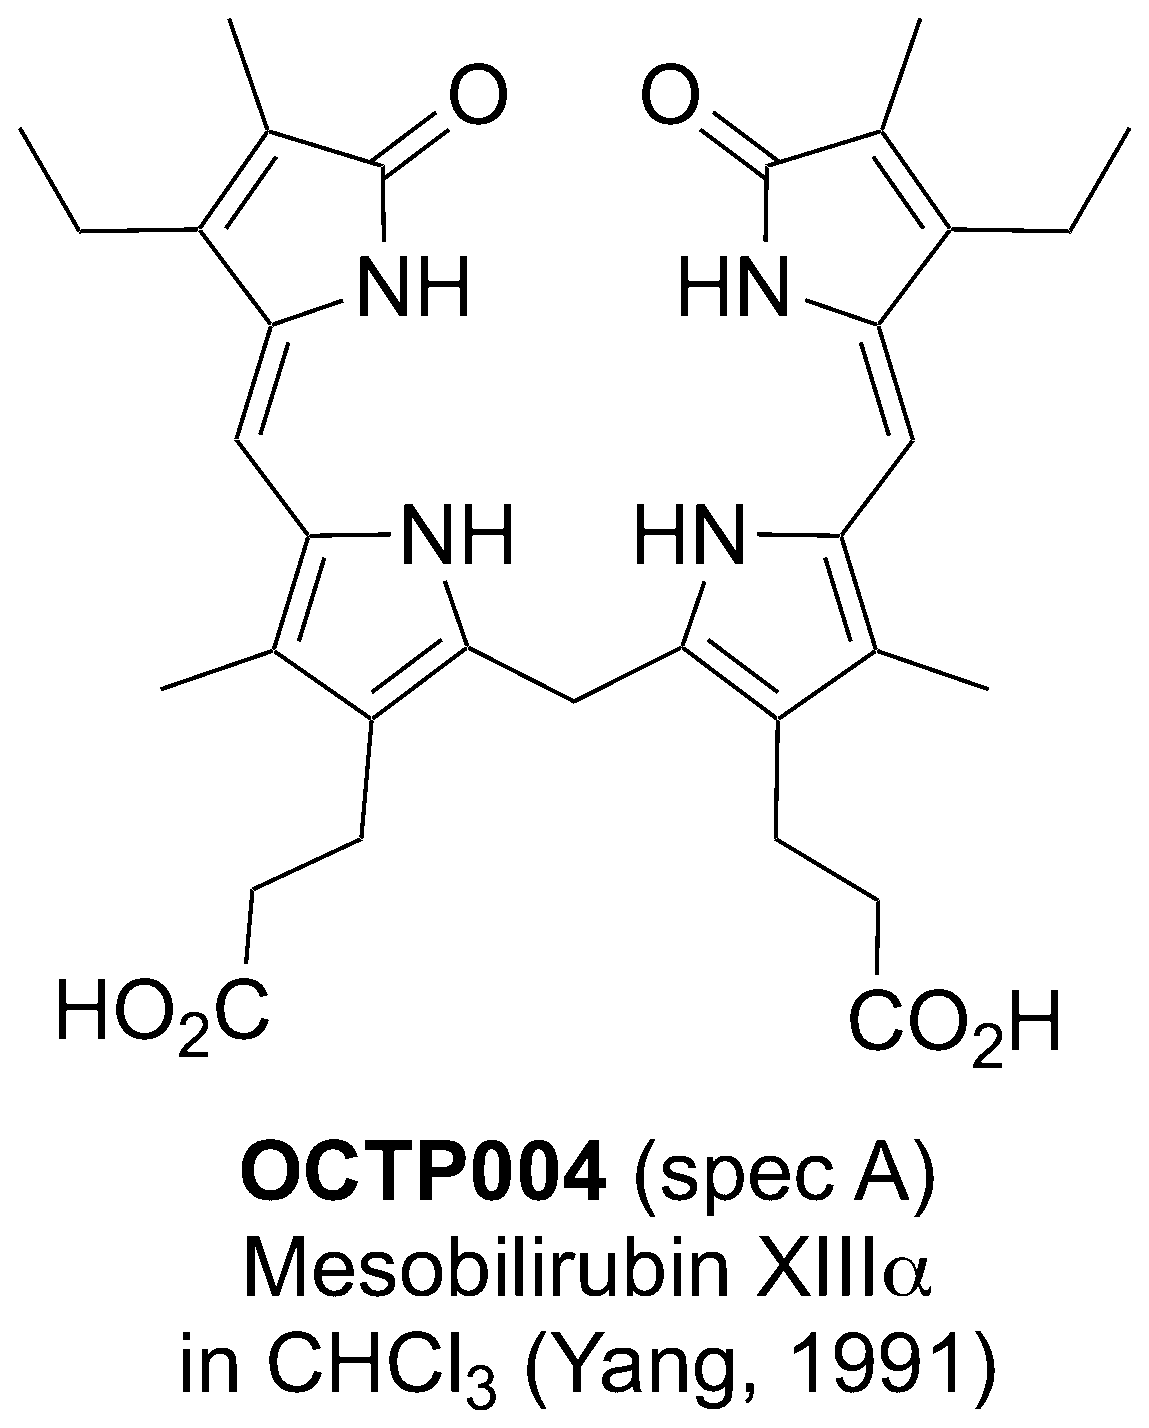 O O
NH HN
NH HN
HO₂C CO₂H
OCTP004 (spec A)
Mesobilirubin XIIIα
in CHCl₃ (Yang, 1991)